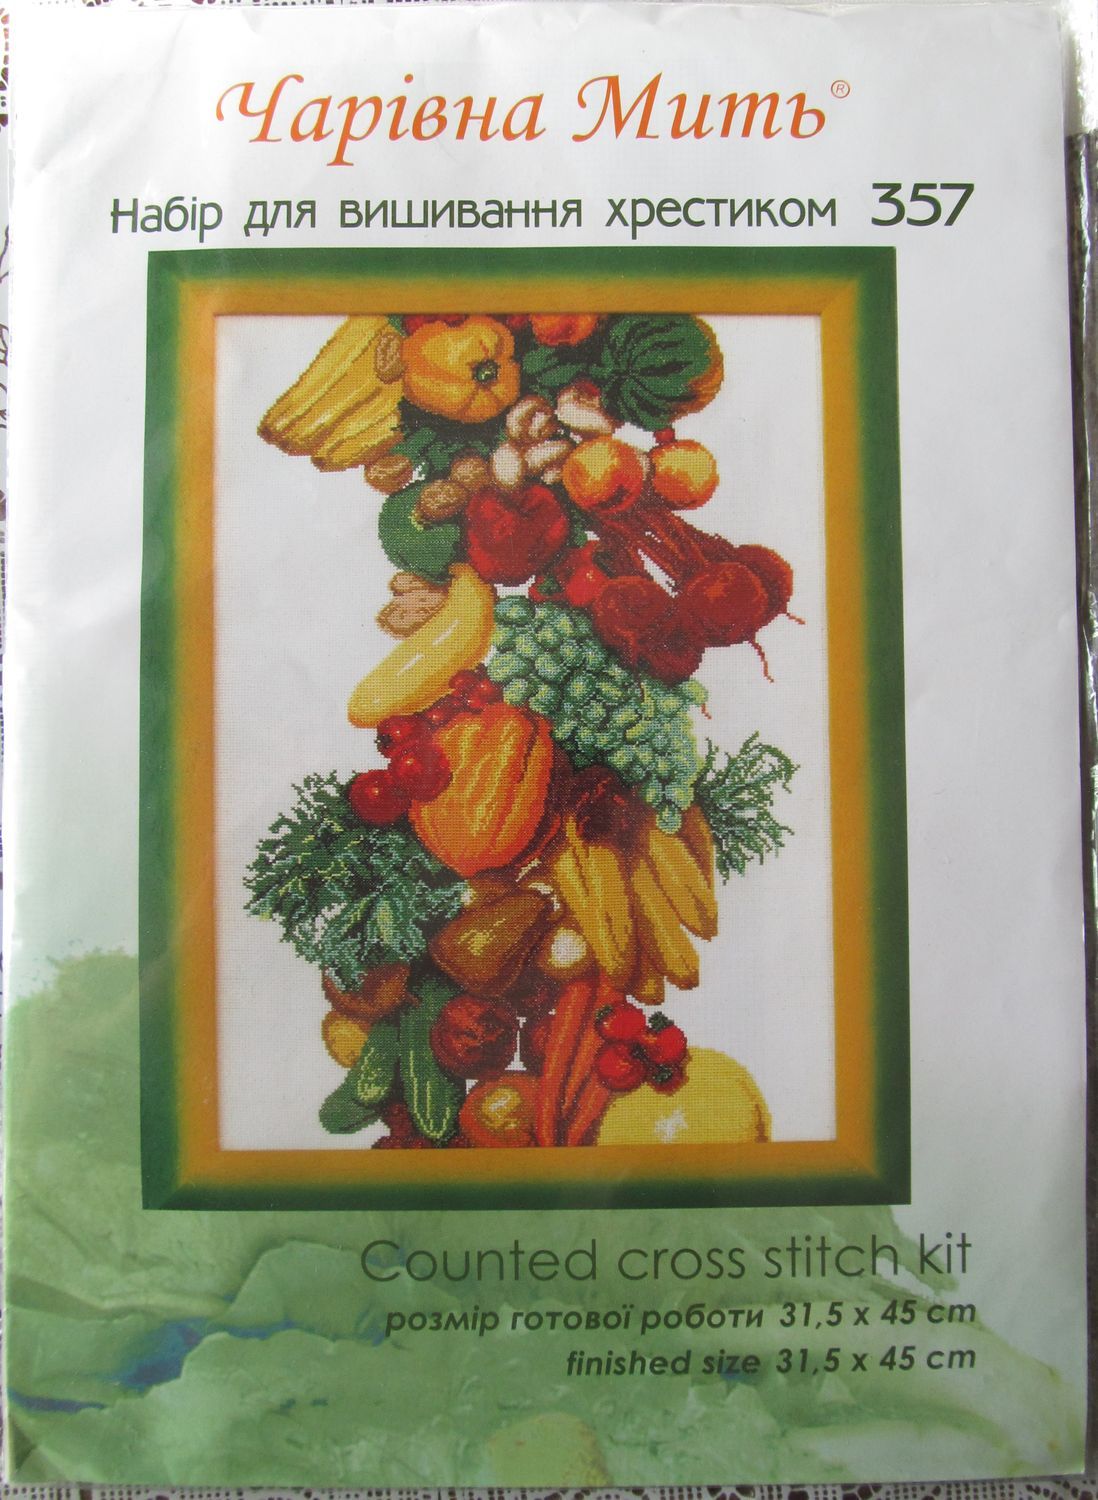 Чарівна Мить®
Набір для вишивання хрестиком 357
Counted cross stitch kit
розмір готової роботи 31,5 х 45 cm
finished size 31,5 x 45 cm